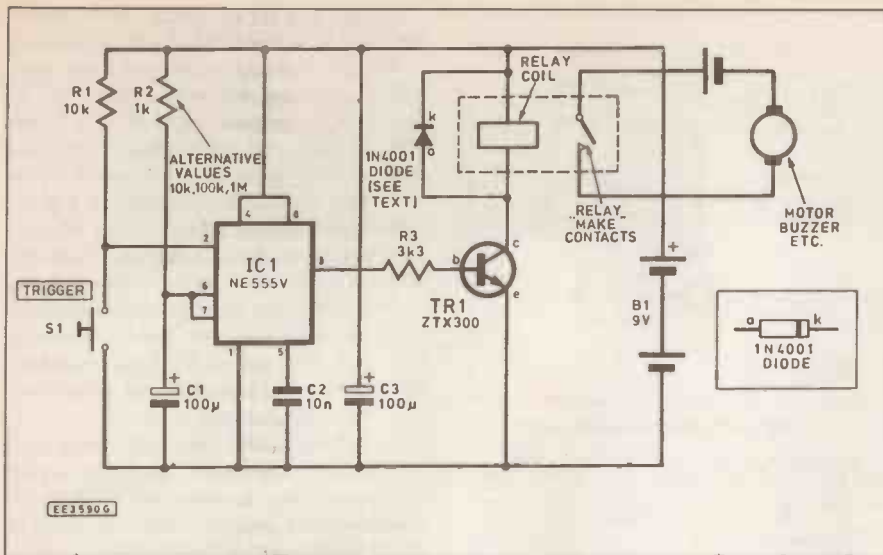 R1
10k
R2
1k
ALTERNATIVE
VALUES
10k,100k,1M
1N4001
DIODE
(SEE
TEXT)
k
a
RELAY
COIL
RELAY
"MAKE"
CONTACTS
MOTOR
BUZZER
ETC.
TRIGGER
S1
2
6
7
4
8
3
1
5
IC1
NE555V
R3
3k3
b
c
e
TR1
ZTX300
+
C1
100µ
C2
10n
+
C3
100µ
+
B1
9V
a
k
1N4001
DIODE
EE3590G